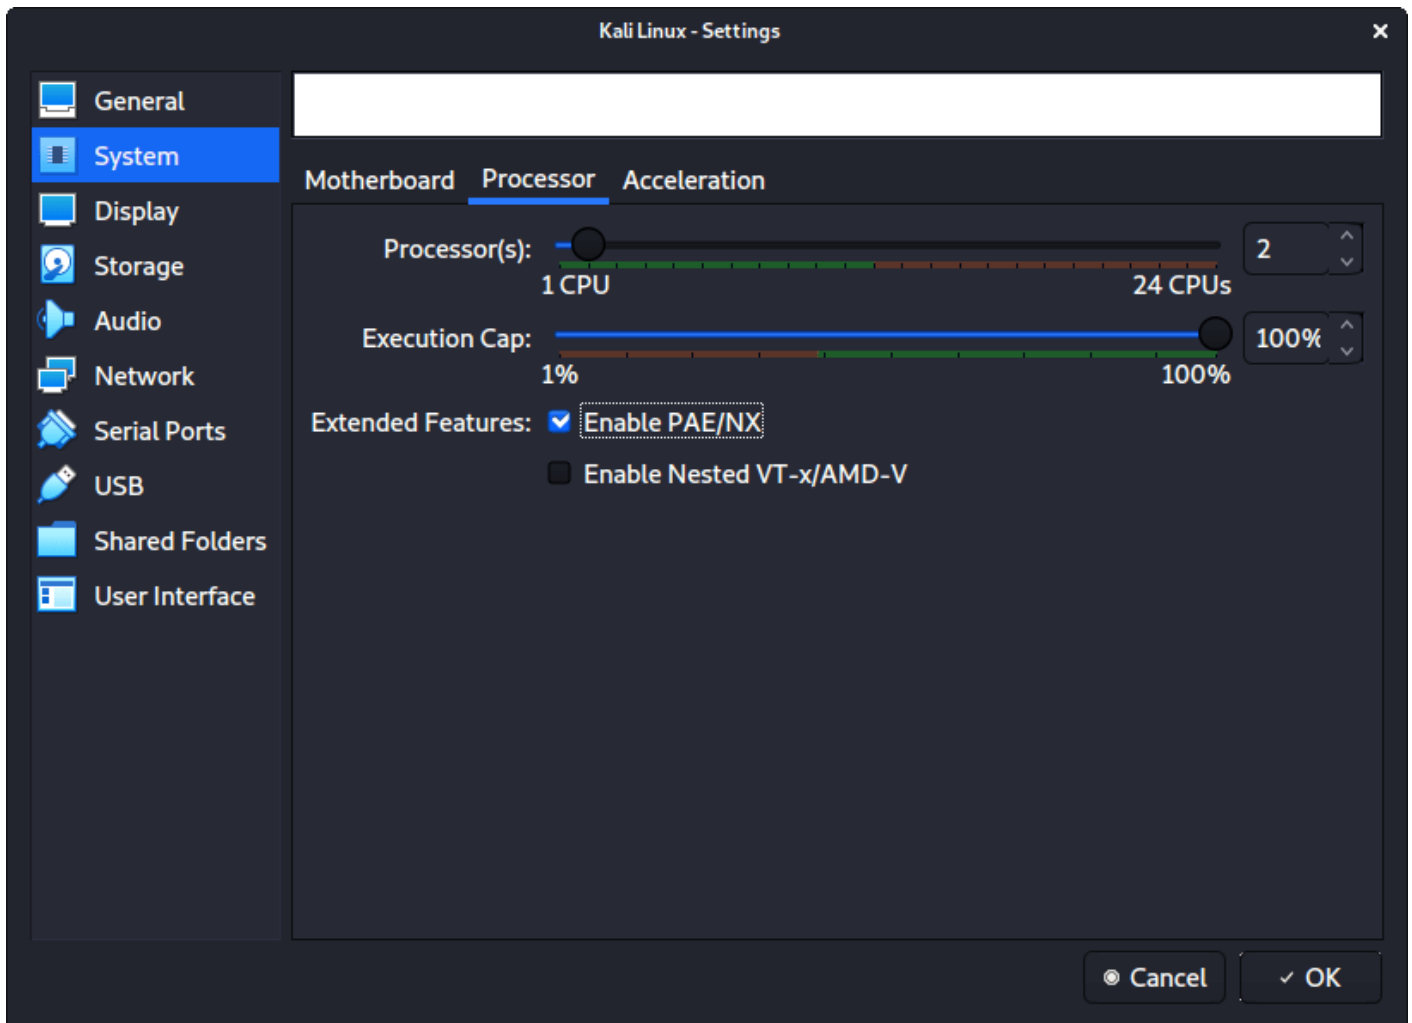 Kali Linux - Settings
General
System
Display
Storage
Audio
Network
Serial Ports
USB
Shared Folders
User Interface
Motherboard Processor Acceleration
Processor(s): 2
1 CPU 24 CPUs
Execution Cap: 100%
1% 100%
Extended Features: Enable PAE/NX
Enable Nested VT-x/AMD-V
Cancel OK